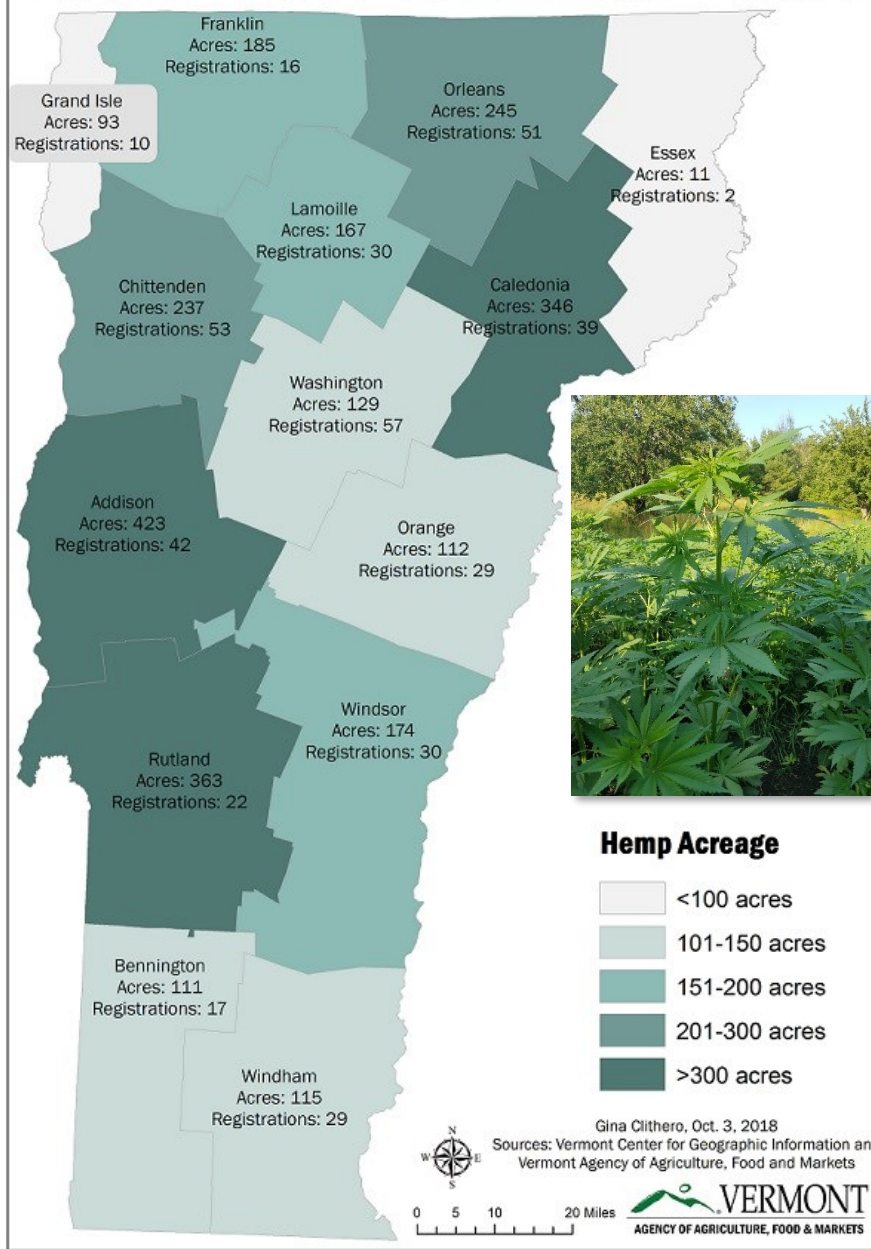 Franklin
Acres: 185
Registrations: 16
Grand Isle
Acres: 93
Registrations: 10
Orleans
Acres: 245
Registrations: 51
Essex
Acres: 11
Registrations: 2
Lamoille
Acres: 167
Registrations: 30
Chittenden
Acres: 237
Registrations: 53
Caledonia
Acres: 346
Registrations: 39
Washington
Acres: 129
Registrations: 57
Addison
Acres: 423
Registrations: 42
Orange
Acres: 112
Registrations: 29
Windsor
Acres: 174
Registrations: 30
Rutland
Acres: 363
Registrations: 22
Bennington
Acres: 111
Registrations: 17
Windham
Acres: 115
Registrations: 29
Hemp Acreage
<100 acres
101-150 acres
151-200 acres
201-300 acres
>300 acres
Gina Clithero, Oct. 3, 2018
Sources: Vermont Center for Geographic Information an
Vermont Agency of Agriculture, Food and Markets
N
W E
S
0 5 10 20 Miles
VERMONT
AGENCY OF AGRICULTURE, FOOD & MARKETS